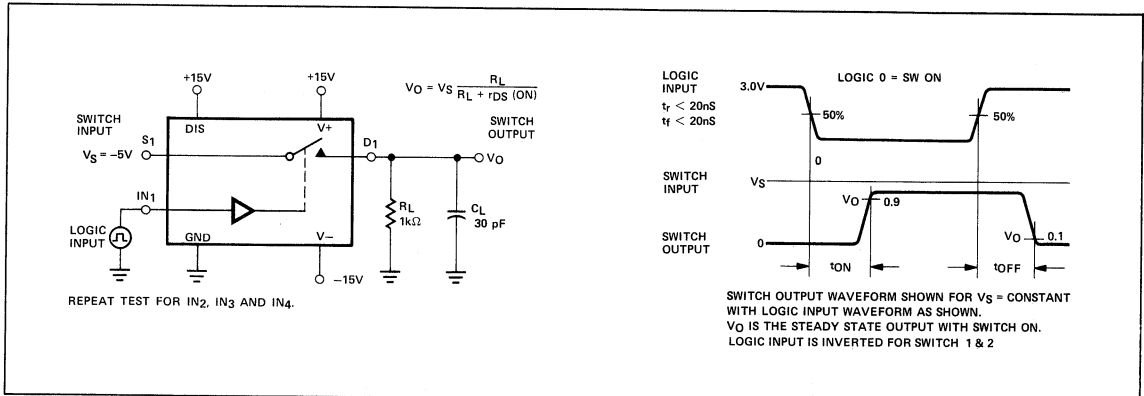 +15V
+15V
VO = VS RL / RL + rDS (ON)
SWITCH
INPUT
DIS
V+
SWITCH
OUTPUT
S1
D1
VS = −5V
VO
IN1
RL
1kΩ
CL
30 pF
LOGIC
INPUT
GND
V−
−15V
REPEAT TEST FOR IN2, IN3 AND IN4.
LOGIC
INPUT
tr < 20nS
tf < 20nS
3.0V
LOGIC 0 = SW ON
50%
50%
0
SWITCH
INPUT
VS
VO
0.9
SWITCH
OUTPUT
0
VO
0.1
tON
tOFF
SWITCH OUTPUT WAVEFORM SHOWN FOR VS = CONSTANT
WITH LOGIC INPUT WAVEFORM AS SHOWN.
VO IS THE STEADY STATE OUTPUT WITH SWITCH ON.
LOGIC INPUT IS INVERTED FOR SWITCH 1 & 2